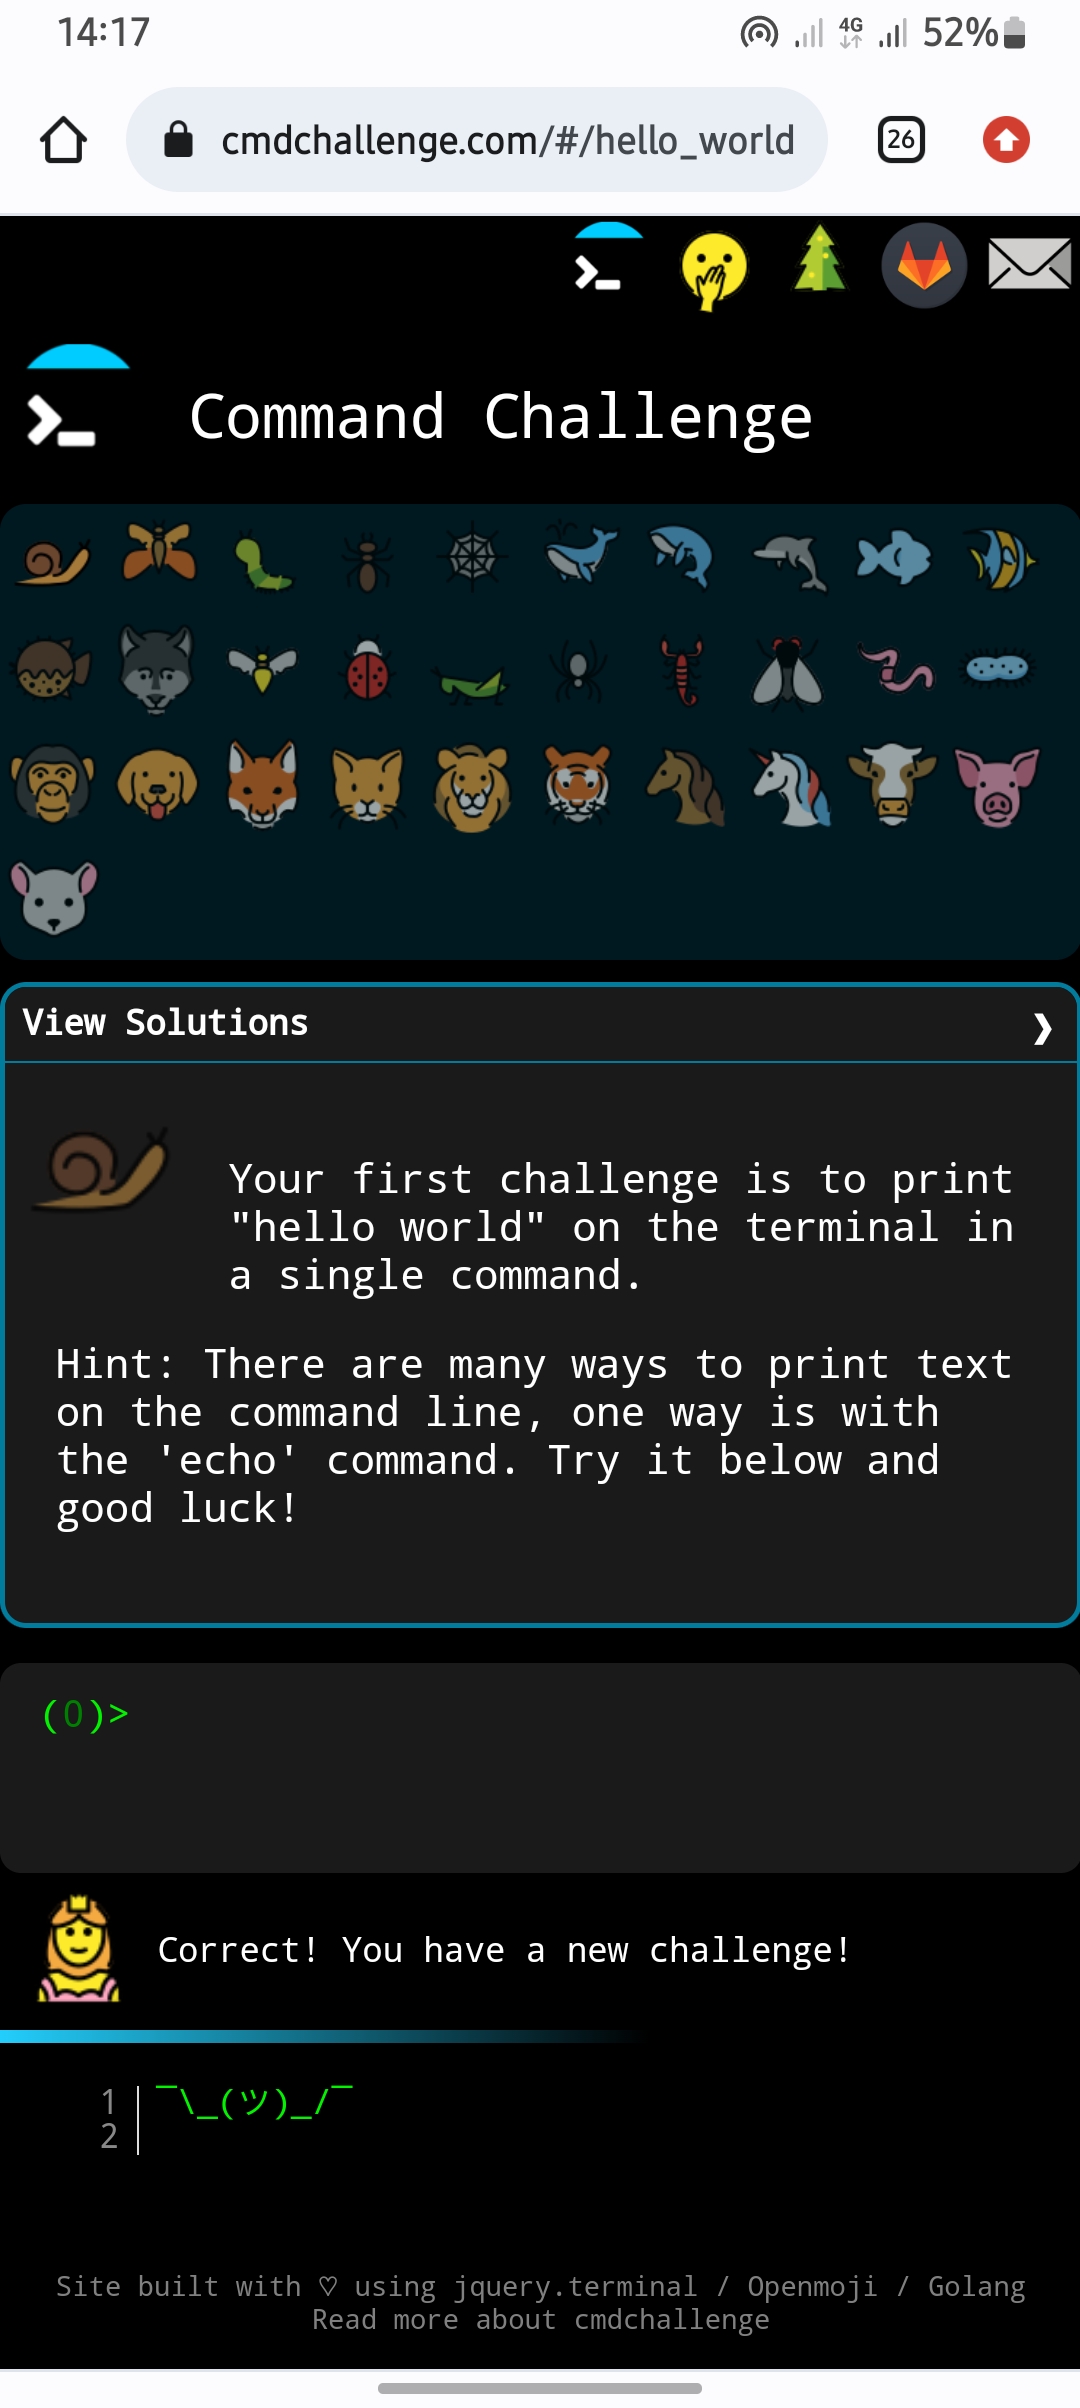 14:17
4G
52%
cmdchallenge.com/#/hello_world
26
Command Challenge
View Solutions
Your first challenge is to print
"hello world" on the terminal in
a single command.
Hint: There are many ways to print text
on the command line, one way is with
the 'echo' command. Try it below and
good luck!
(0)>
Correct! You have a new challenge!
1 ¯\_(ツ)_/¯
2
Site built with ♡ using jquery.terminal / Openmoji / Golang
Read more about cmdchallenge